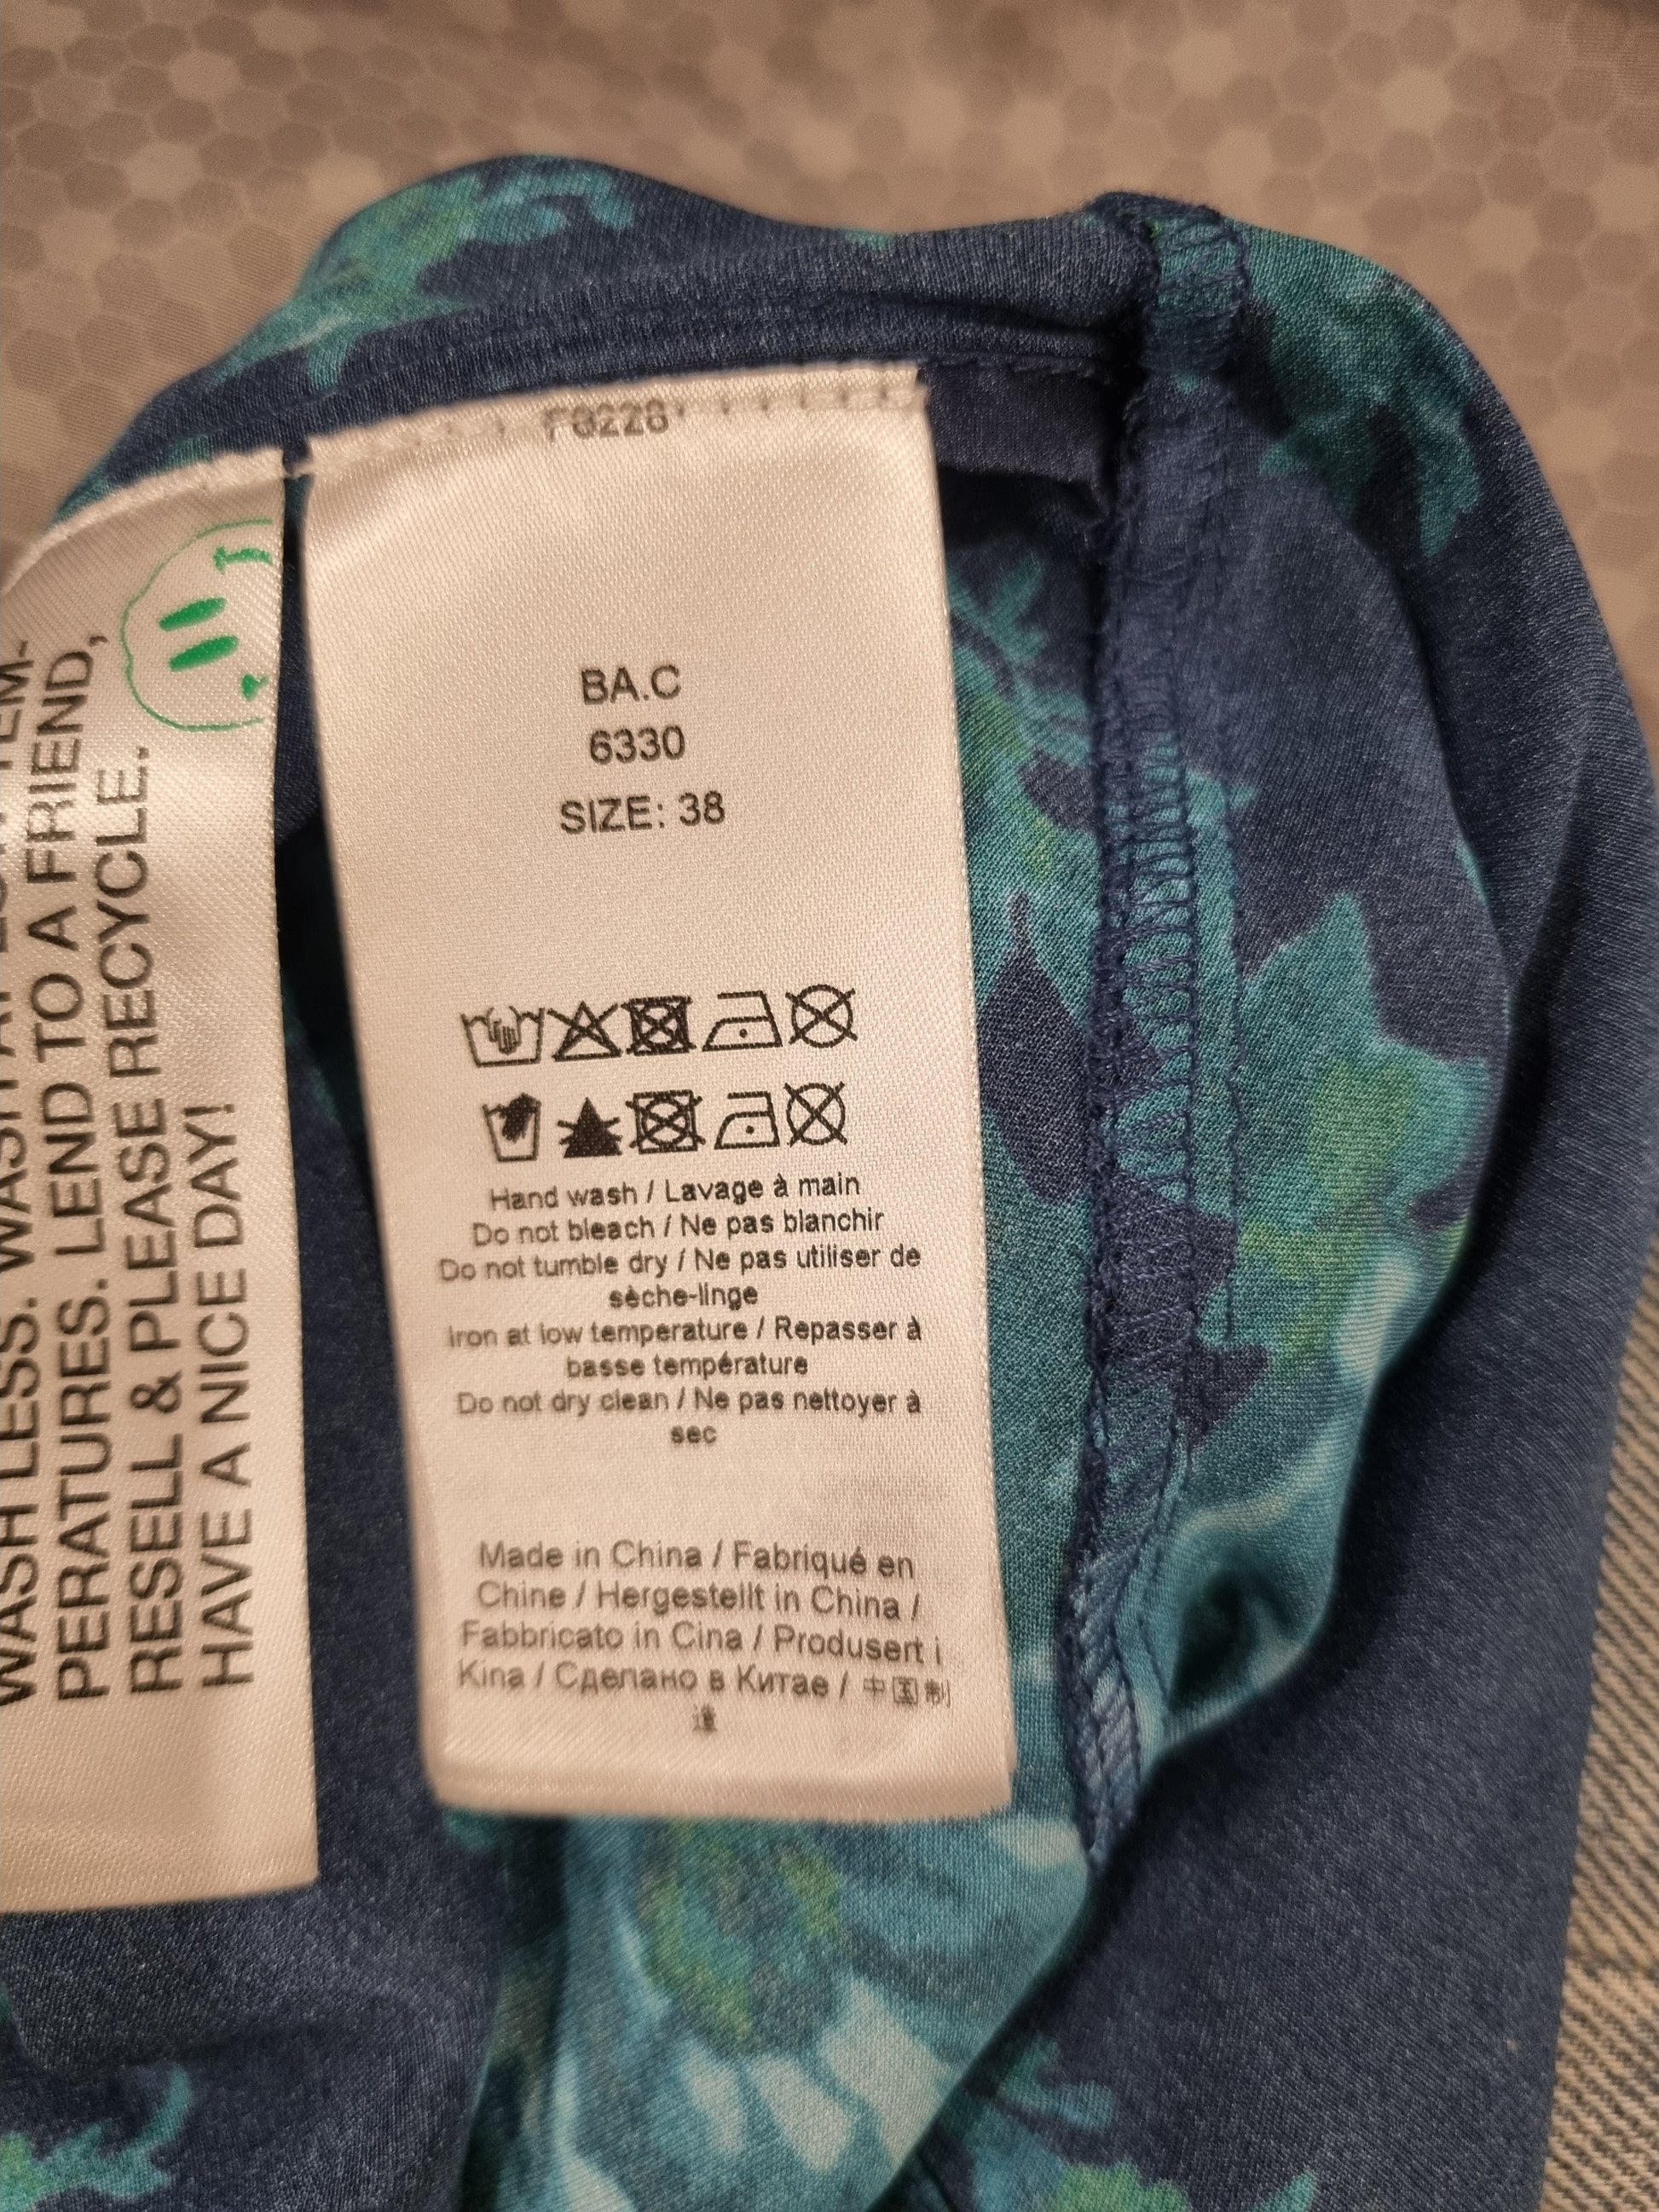 F8228
BA.C
6330
SIZE: 38
Hand wash / Lavage à main
Do not bleach / Ne pas blanchir
Do not tumble dry / Ne pas utiliser de
sèche-linge
Iron at low temperature / Repasser à
basse température
Do not dry clean / Ne pas nettoyer à
sec
Made in China / Fabriqué en
Chine / Hergestellt in China /
Fabbricato in Cina / Produsert i
Kina / Сделано в Китае / 中国制
造
WASH LESS. WASH AT
PERATURES. LEND TO A FRIEND,
RESELL & PLEASE RECYCLE.
HAVE A NICE DAY!